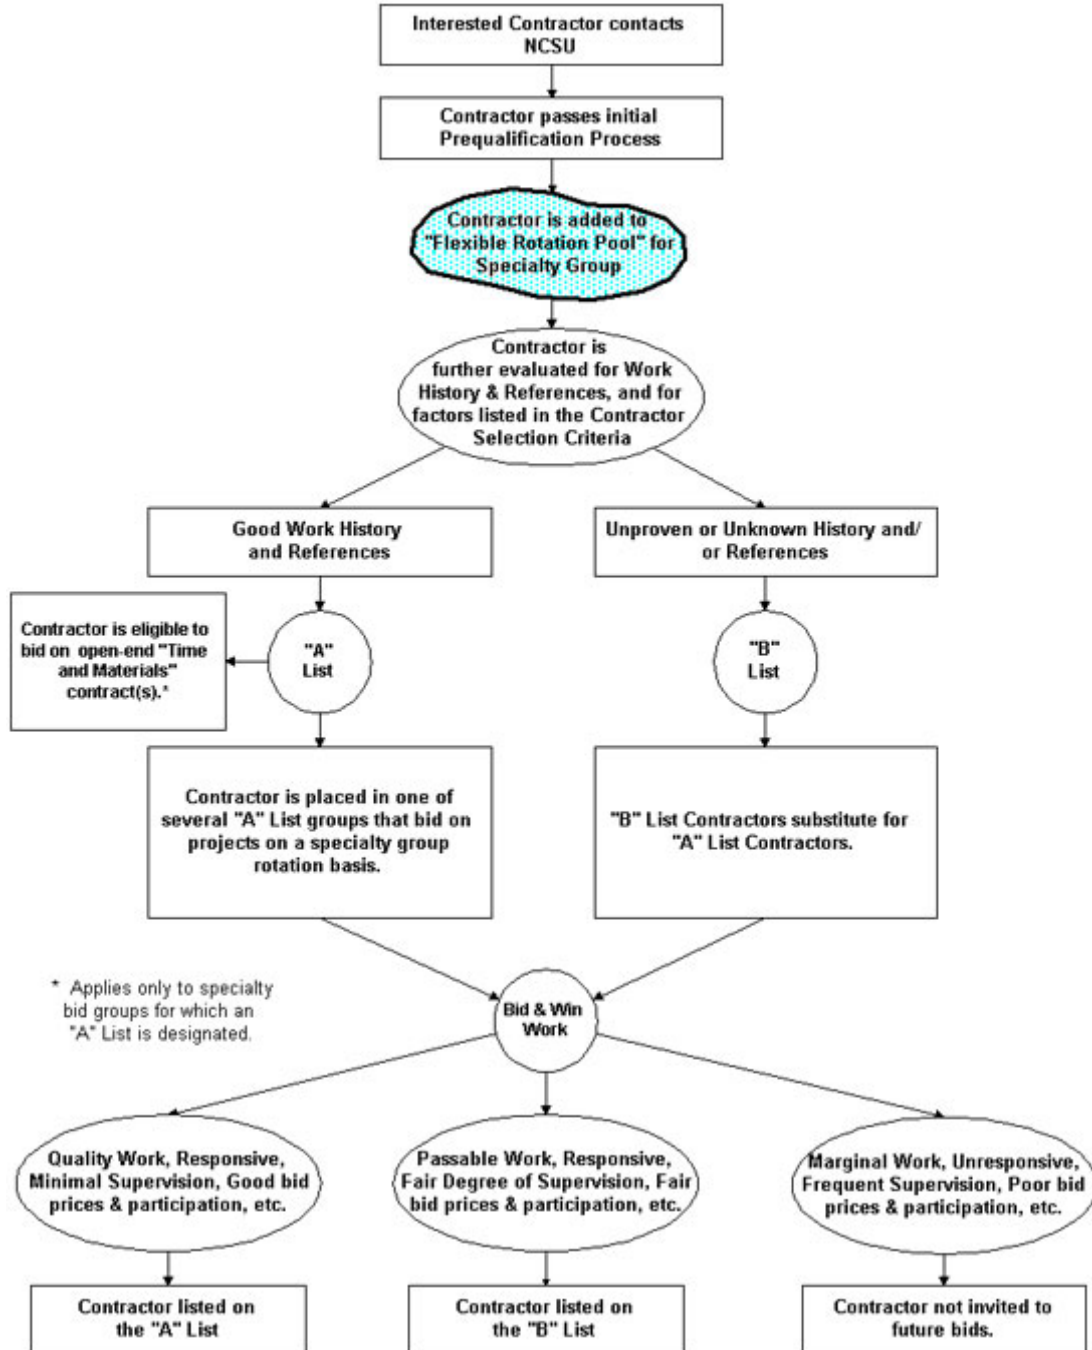 Interested Contractor contacts
NCSU
Contractor passes initial
Prequalification Process
Contractor is added to
"Flexible Rotation Pool" for
Specialty Group
Contractor is
further evaluated for Work
History & References, and for
factors listed in the Contractor
Selection Criteria
Good Work History
and References
Unproven or Unknown History and/
or References
Contractor is eligible to
bid on open-end "Time
and Materials"
contract(s).*
"A"
List
"B"
List
Contractor is placed in one of
several "A" List groups that bid on
projects on a specialty group
rotation basis.
"B" List Contractors substitute for
"A" List Contractors.
* Applies only to specialty
bid groups for which an
"A" List is designated.
Bid & Win
Work
Quality Work, Responsive,
Minimal Supervision, Good bid
prices & participation, etc.
Passable Work, Responsive,
Fair Degree of Supervision, Fair
bid prices & participation, etc.
Marginal Work, Unresponsive,
Frequent Supervision, Poor bid
prices & participation, etc.
Contractor listed on
the "A" List
Contractor listed on
the "B" List
Contractor not invited to
future bids.